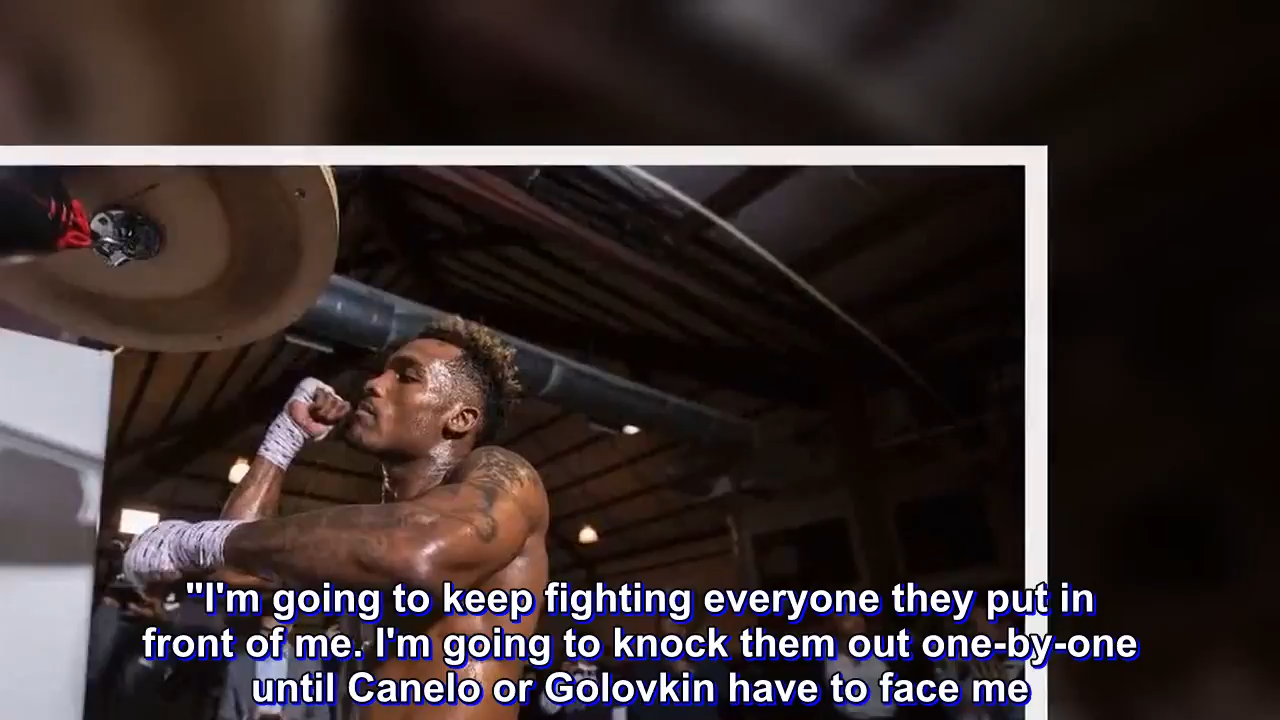 "I'm going to keep fighting everyone they put in
front of me. I'm going to knock them out one-by-one
until Canelo or Golovkin have to face me